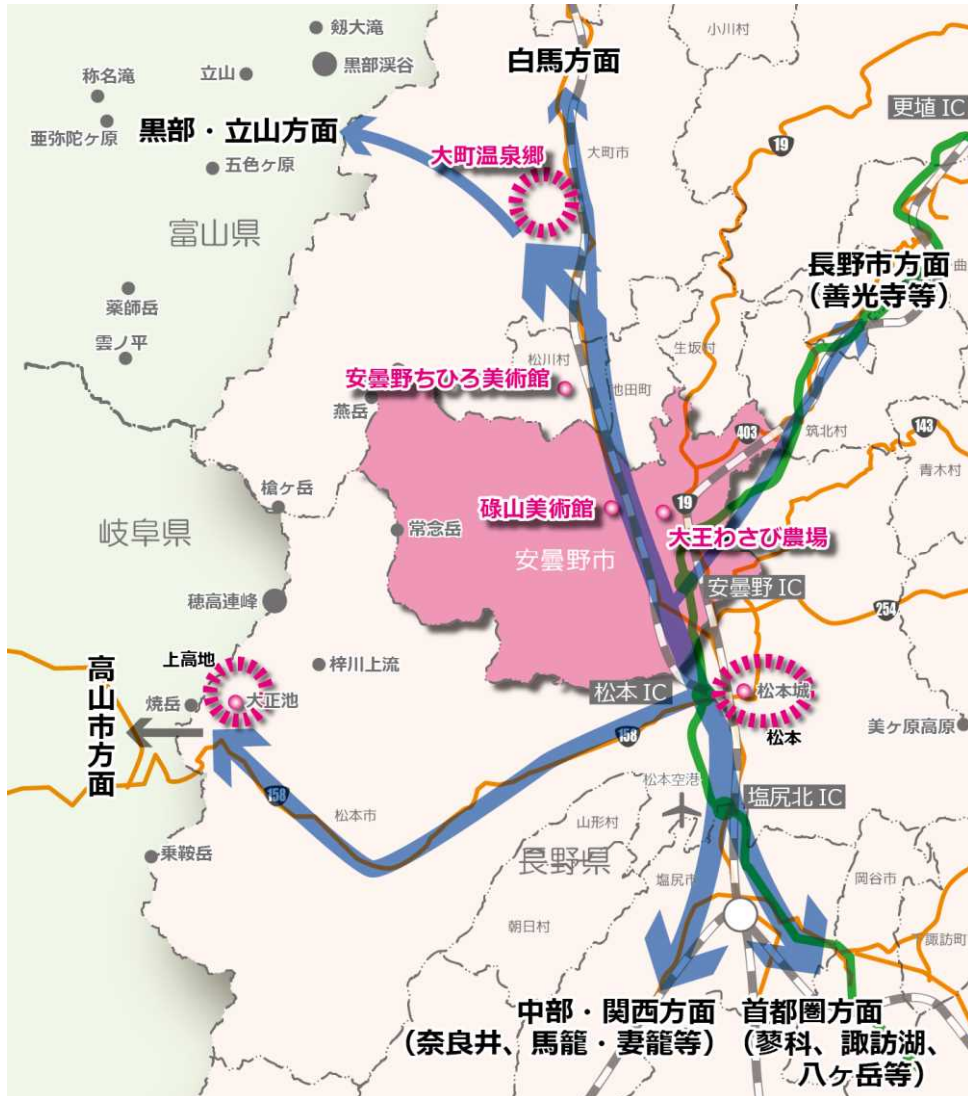 剱大滝
小川村
白馬方面
黒部渓谷
立山
称名滝
更埴 IC
19
亜弥陀ヶ原
黒部・立山方面
大町温泉郷
大町市
五色ヶ原
富山県
長野市方面
（善光寺等）
曲
薬師岳
雲ノ平
生坂村
松川村
安曇野ちひろ美術館
池田町
燕岳
403
筑北村
143
青木村
槍ヶ岳
19
碌山美術館
大王わさび農場
岐阜県
常念岳
安曇野市
安曇野 IC
穂高連峰
254
上高地
梓川上流
高山市方面
焼岳
大正池
松本 IC
松本城
美ヶ原高原
松本
158
158
松本空港
塩尻北 IC
松本市
山形村
乗鞍岳
長野県
塩尻市
岡谷市
朝日村
下諏訪町
中部・関西方面
（奈良井、馬籠・妻籠等）
首都圏方面
（蓼科、諏訪湖、
八ヶ岳等）